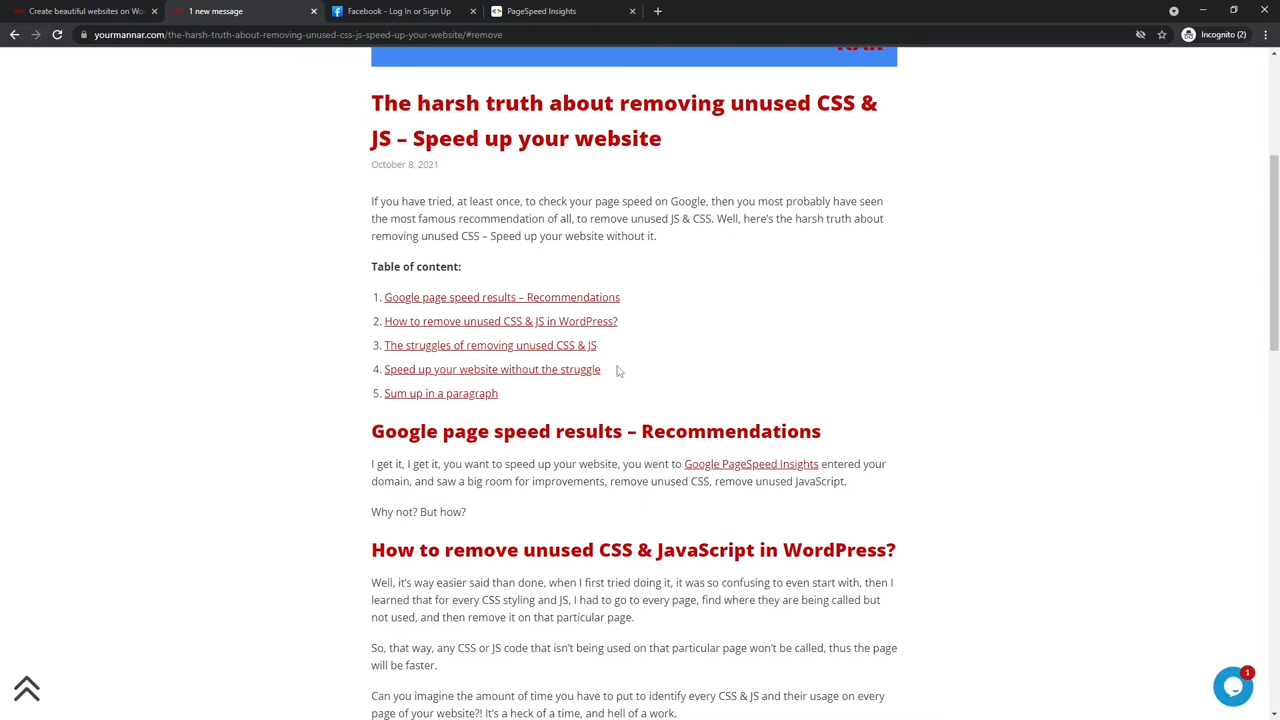 Create beautiful websites on Wo
1 new message
Facebook - Log In or Sign Up
PageSpeed Insights
yourmannar.com/the-harsh-truth-about-removing-unused-css-js-speed-up-your-website/#remove
Incognito (2)
The harsh truth about removing unused CSS &
JS – Speed up your website
October 8, 2021
If you have tried, at least once, to check your page speed on Google, then you most probably have seen
the most famous recommendation of all, to remove unused JS & CSS. Well, here's the harsh truth about
removing unused CSS – Speed up your website without it.
Table of content:
1. Google page speed results – Recommendations
2. How to remove unused CSS & JS in WordPress?
3. The struggles of removing unused CSS & JS
4. Speed up your website without the struggle
5. Sum up in a paragraph
Google page speed results – Recommendations
I get it, I get it, you want to speed up your website, you went to Google PageSpeed Insights entered your
domain, and saw a big room for improvements, remove unused CSS, remove unused JavaScript.
Why not? But how?
How to remove unused CSS & JavaScript in WordPress?
Well, it's way easier said than done, when I first tried doing it, it was so confusing to even start with, then I
learned that for every CSS styling and JS, I had to go to every page, find where they are being called but
not used, and then remove it on that particular page.
So, that way, any CSS or JS code that isn't being used on that particular page won't be called, thus the page
will be faster.
Can you imagine the amount of time you have to put to identify every CSS & JS and their usage on every
page of your website?! It's a heck of a time, and hell of a work.
1